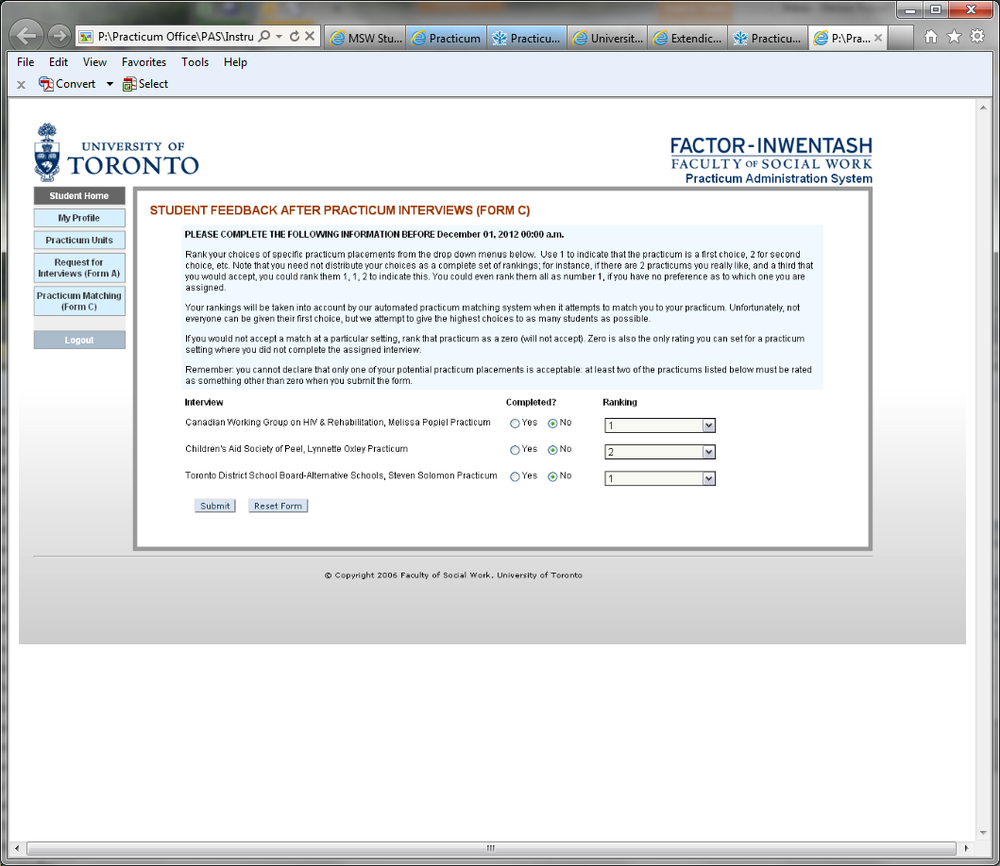 P:\Practicum Office\PAS\Instru
MSW Stu...
Practicum
Practicu...
Universit...
Extendic...
Practicu...
P:\Pra...
File Edit View Favorites Tools Help
x Convert Select
UNIVERSITY OF
TORONTO
FACTOR-INWENTASH
FACULTY OF SOCIAL WORK
Practicum Administration System
Student Home
My Profile
Practicum Units
Request for
Interviews (Form A)
Practicum Matching
(Form C)
Logout
STUDENT FEEDBACK AFTER PRACTICUM INTERVIEWS (FORM C)
PLEASE COMPLETE THE FOLLOWING INFORMATION BEFORE December 01, 2012 00:00 a.m.
Rank your choices of specific practicum placements from the drop down menus below. Use 1 to indicate that the practicum is a first choice, 2 for second
choice, etc. Note that you need not distribute your choices as a complete set of rankings; for instance, if there are 2 practicums you really like, and a third that
you would accept, you could rank them 1, 1, 2 to indicate this. You could even rank them all as number 1, if you have no preference as to which one you are
assigned.
Your rankings will be taken into account by our automated practicum matching system when it attempts to match you to your practicum. Unfortunately, not
everyone can be given their first choice, but we attempt to give the highest choices to as many students as possible.
If you would not accept a match at a particular setting, rank that practicum as a zero (will not accept). Zero is also the only rating you can set for a practicum
setting where you did not complete the assigned interview.
Remember: you cannot declare that only one of your potential practicum placements is acceptable: at least two of the practicums listed below must be rated
as something other than zero when you submit the form.
Interview Completed? Ranking
Canadian Working Group on HIV & Rehabilitation, Melissa Popiel Practicum Yes No 1
Children's Aid Society of Peel, Lynnette Oxley Practicum Yes No 2
Toronto District School Board-Alternative Schools, Steven Solomon Practicum Yes No 1
Submit Reset Form
© Copyright 2006 Faculty of Social Work, University of Toronto